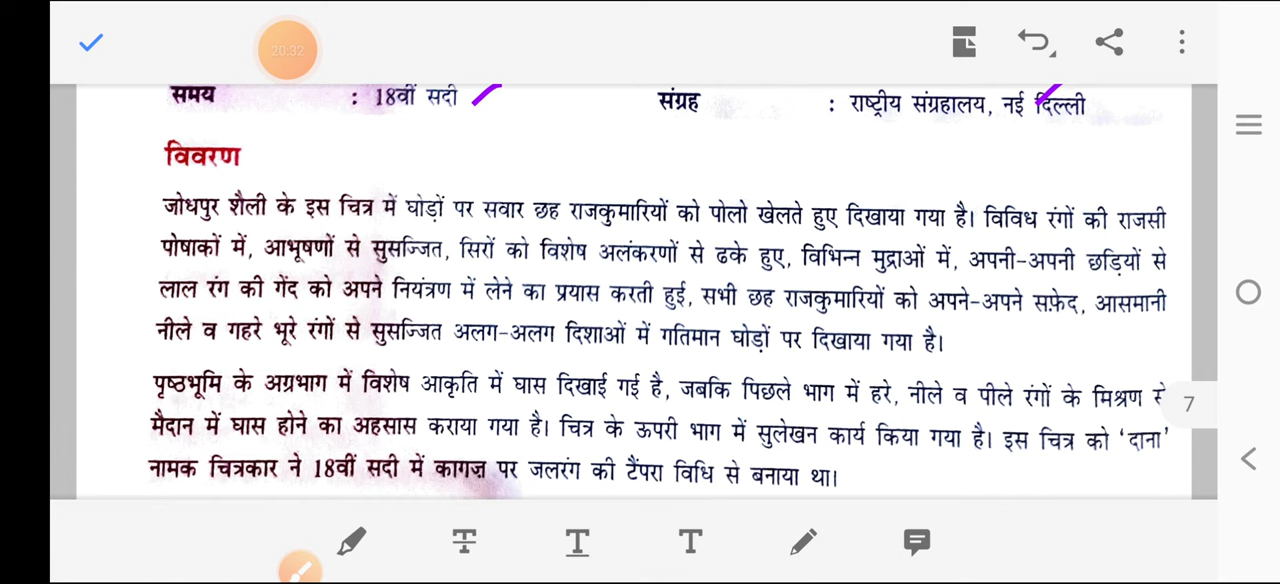 20:32
समय : 18वीं सदी संग्रह : राष्ट्रीय संग्रहालय, नई दिल्ली
विवरण
जोधपुर शैली के इस चित्र में घोड़ों पर सवार छह राजकुमारियों को पोलो खेलते हुए दिखाया गया है। विविध रंगों की राजसी
पोषाकों में, आभूषणों से सुसज्जित, सिरों को विशेष अलंकरणों से ढके हुए, विभिन्न मुद्राओं में, अपनी-अपनी छड़ियों से
लाल रंग की गेंद को अपने नियंत्रण में लेने का प्रयास करती हुई, सभी छह राजकुमारियों को अपने-अपने सफ़ेद, आसमानी
नीले व गहरे भूरे रंगों से सुसज्जित अलग-अलग दिशाओं में गतिमान घोड़ों पर दिखाया गया है।
पृष्ठभूमि के अग्रभाग में विशेष आकृति में घास दिखाई गई है, जबकि पिछले भाग में हरे, नीले व पीले रंगों के मिश्रण से
7
मैदान में घास होने का अहसास कराया गया है। चित्र के ऊपरी भाग में सुलेखन कार्य किया गया है। इस चित्र को ‘दाना’
नामक चित्रकार ने 18वीं सदी में कागज़ पर जलरंग की टैंपरा विधि से बनाया था।